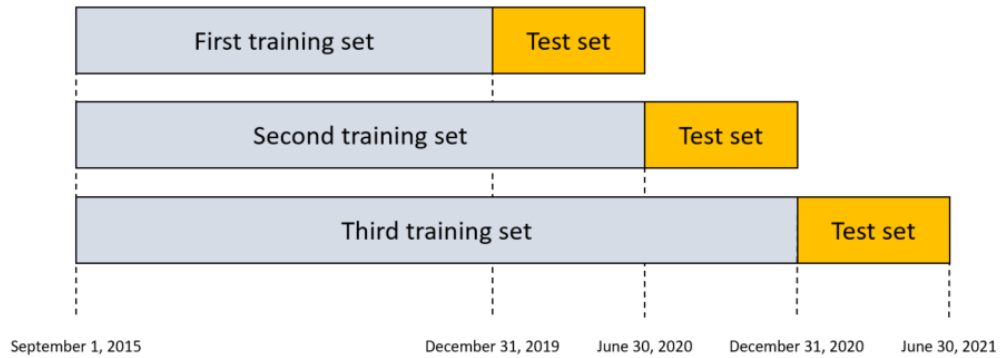 First training set
Test set
Second training set
Test set
Third training set
Test set
September 1, 2015
December 31, 2019
June 30, 2020
December 31, 2020
June 30, 2021